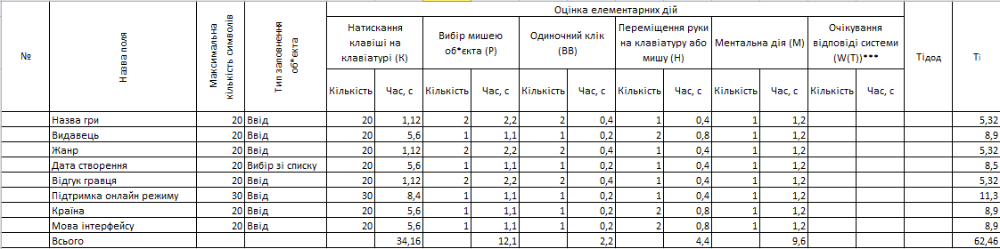 № Назва поля Максимальна кількість символів Тип заповнення об*єкта Оцінка елементарних дій Тідод Ті
Натискання клавіші на клавіатурі (К) Вибір мишею об*єкта (Р) Одиночний клік (ВВ) Переміщення руки на клавіатуру або мишу (Н) Ментальна дія (М) Очікування відповіді системи (W(T))***
Кількість Час, с Кількість Час, с Кількість Час, с Кількість Час, с Кількість Час, с Кількість Час, с
Назва гри 20 Ввід 20 1,12 2 2,2 2 0,4 1 0,4 1 1,2 5,32
Видавець 20 Ввід 20 5,6 1 1,1 1 0,2 2 0,8 1 1,2 8,9
Жанр 20 Ввід 20 1,12 2 2,2 2 0,4 1 0,4 1 1,2 5,32
Дата створення 20 Вибір зі списку 20 5,6 1 1,1 1 0,2 1 0,4 1 1,2 8,5
Відгук гравця 20 Ввід 20 1,12 2 2,2 2 0,4 1 0,4 1 1,2 5,32
Підтримка онлайн режиму 30 Ввід 30 8,4 1 1,1 1 0,2 1 0,4 1 1,2 11,3
Країна 20 Ввід 20 5,6 1 1,1 1 0,2 2 0,8 1 1,2 8,9
Мова інтерфейсу 20 Ввід 20 5,6 1 1,1 1 0,2 2 0,8 1 1,2 8,9
Всього 34,16 12,1 2,2 4,4 9,6 62,46